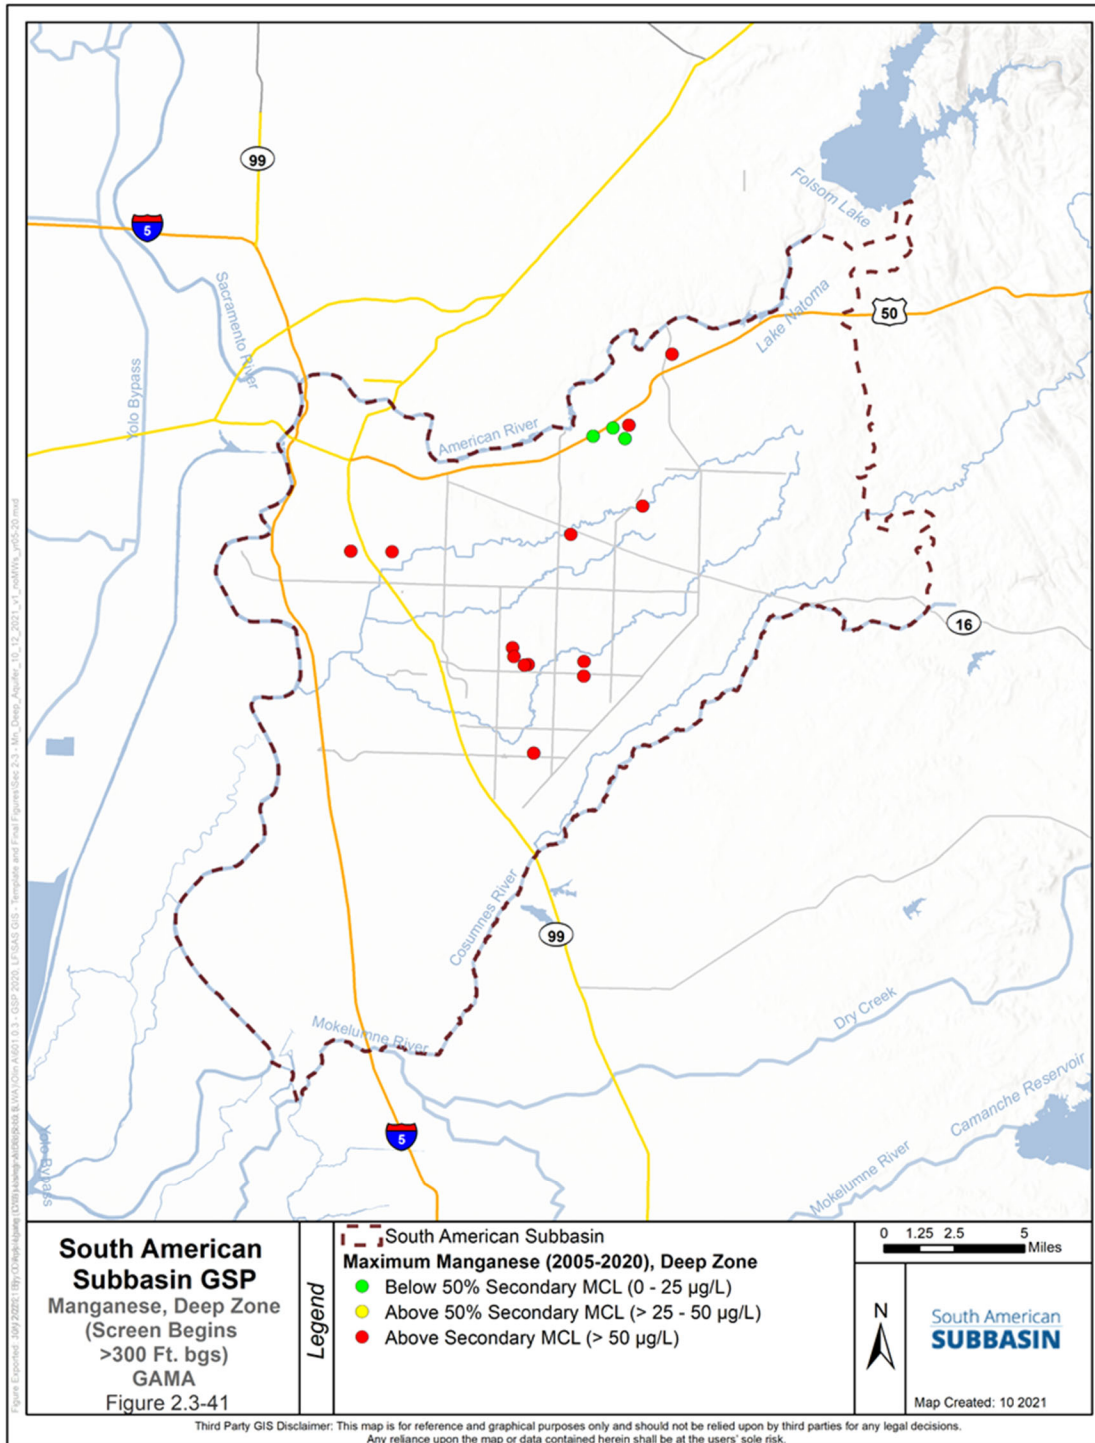 99
5
Folsom Lake
Sacramento River
Lake Natoma
50
Yolo Bypass
American River
16
Cosumnes River
99
Mokelumne River
Dry Creek
5
Camanche Reservoir
Mokelumne River
Yolo Bypass
South American
Subbasin GSP
Manganese, Deep Zone
(Screen Begins
>300 Ft. bgs)
GAMA
Figure 2.3-41
Legend
South American Subbasin
Maximum Manganese (2005-2020), Deep Zone
Below 50% Secondary MCL (0 - 25 µg/L)
Above 50% Secondary MCL (> 25 - 50 µg/L)
Above Secondary MCL (> 50 µg/L)
0 1.25 2.5 5
Miles
N
South American
SUBBASIN
Map Created: 10 2021
Third Party GIS Disclaimer: This map is for reference and graphical purposes only and should not be relied upon by third parties for any legal decisions.
Any reliance upon the map or data contained herein shall be at the users' sole risk.